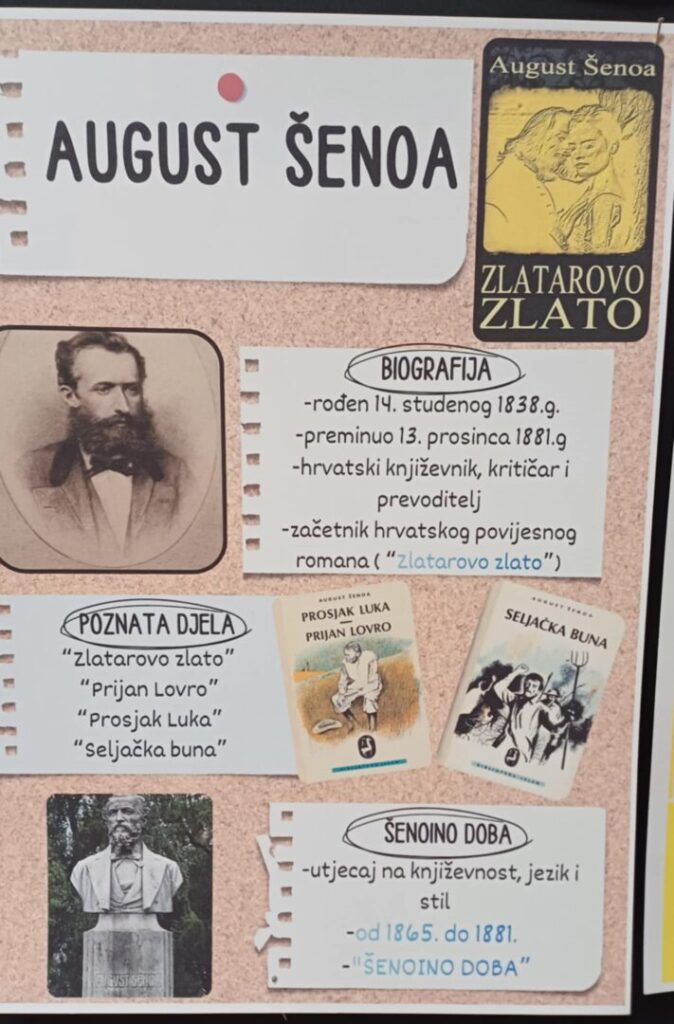 AUGUST ŠENOA
August Šenoa
ZLATAROVO
ZLATO
BIOGRAFIJA
-rođen 14. studenog 1838.g.
-preminuo 13. prosinca 1881.g
-hrvatski književnik, kritičar i
prevoditelj
-začetnik hrvatskog povijesnog
romana ( “Zlatarovo zlato”)
POZNATA DJELA
“Zlatarovo zlato”
“Prijan Lovro”
“Prosjak Luka”
“Seljačka buna”
AUGUST ŠENOA
PROSJAK LUKA
PRIJAN LOVRO
AUGUST ŠENOA
SELJAČKA BUNA
ŠENOINO DOBA
-utjecaj na književnost, jezik i
stil
-od 1865. do 1881.
-“ŠENOINO DOBA”
AUGUST ŠENOA